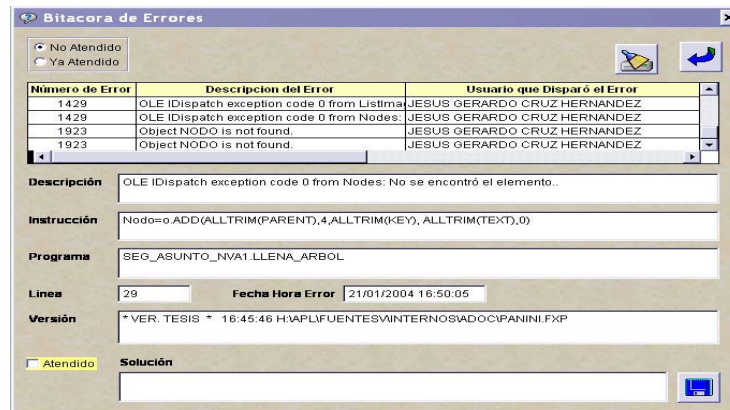 Bitacora de Errores
No Atendido
Ya Atendido
Número de Error Descripcion del Error Usuario que Disparó el Error
1429 OLE IDispatch exception code 0 from ListIma JESUS GERARDO CRUZ HERNANDEZ
1429 OLE IDispatch exception code 0 from Nodes: JESUS GERARDO CRUZ HERNANDEZ
1923 Object NODO is not found. JESUS GERARDO CRUZ HERNANDEZ
1923 Object NODO is not found. JESUS GERARDO CRUZ HERNANDEZ
Descripción OLE IDispatch exception code 0 from Nodes: No se encontró el elemento..
Instrucción Nodo=o.ADD(ALLTRIM(PARENT),4,ALLTRIM(KEY), ALLTRIM(TEXT),0)
Programa SEG_ASUNTO_NVA1.LLENA_ARBOL
Linea 29 Fecha Hora Error 21/01/2004 16:50:05
Versión * VER. TESIS * 16:45:46 H:\APL\FUENTES\INTERNOS\ADOC\PANINI.FXP
Atendido Solución